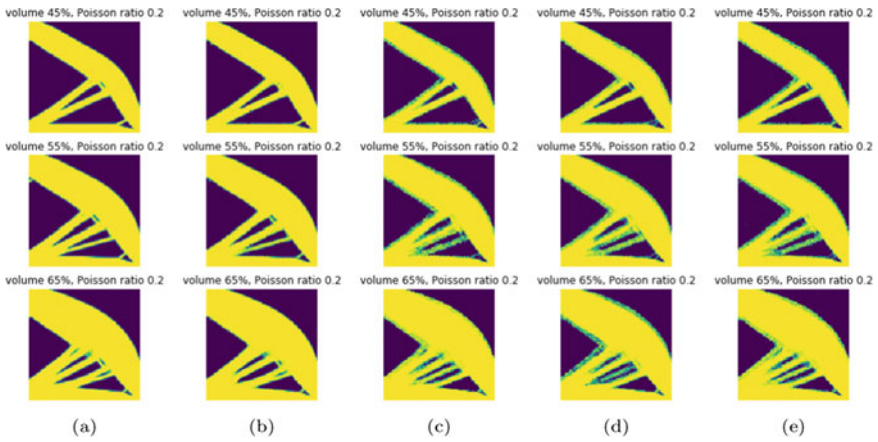 volume 45%, Poisson ratio 0.2 volume 45%, Poisson ratio 0.2 volume 45%, Poisson ratio 0.2 volume 45%, Poisson ratio 0.2 volume 45%, Poisson ratio 0.2
volume 55%, Poisson ratio 0.2 volume 55%, Poisson ratio 0.2 volume 55%, Poisson ratio 0.2 volume 55%, Poisson ratio 0.2 volume 55%, Poisson ratio 0.2
volume 65%, Poisson ratio 0.2 volume 65%, Poisson ratio 0.2 volume 65%, Poisson ratio 0.2 volume 65%, Poisson ratio 0.2 volume 65%, Poisson ratio 0.2
(a) (b) (c) (d) (e)